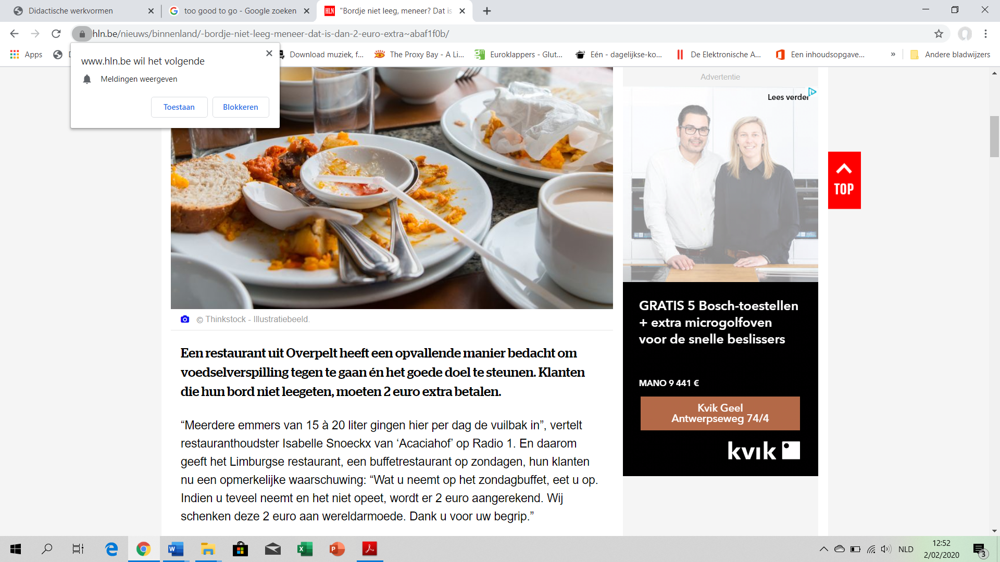 Didactische werkvormen
too good to go - Google zoeken
HLN "Bordje niet leeg, meneer? Dat is
hln.be/nieuws/binnenland/-bordje-niet-leeg-meneer-dat-is-dan-2-euro-extra~abaf1f0b/
Apps
Download muziek, f...
The Proxy Bay - A Li...
Euroklappers - Glut...
Eén - dagelijkse-ko...
De Elektronische A...
Een inhoudsopgave...
»
Andere bladwijzers
www.hln.be wil het volgende
Meldingen weergeven
Toestaan
Blokkeren
© Thinkstock - Illustratiebeeld.
Een restaurant uit Overpelt heeft een opvallende manier bedacht om
voedselverspilling tegen te gaan én het goede doel te steunen. Klanten
die hun bord niet leegeten, moeten 2 euro extra betalen.
“Meerdere emmers van 15 à 20 liter gingen hier per dag de vuilbak in”, vertelt
restauranthoudster Isabelle Snoeckx van ‘Acaciahof’ op Radio 1. En daarom
geeft het Limburgse restaurant, een buffetrestaurant op zondagen, hun klanten
nu een opmerkelijke waarschuwing: “Wat u neemt op het zondagbuffet, eet u op.
Indien u teveel neemt en het niet opeet, wordt er 2 euro aangerekend. Wij
schenken deze 2 euro aan wereldarmoede. Dank u voor uw begrip.”
Advertentie
Lees verder
GRATIS 5 Bosch-toestellen
+ extra microgolfoven
voor de snelle beslissers
MANO 9 441 €
Kvik Geel
Antwerpseweg 74/4
kvik
TOP
NLD
12:52
2/02/2020
3